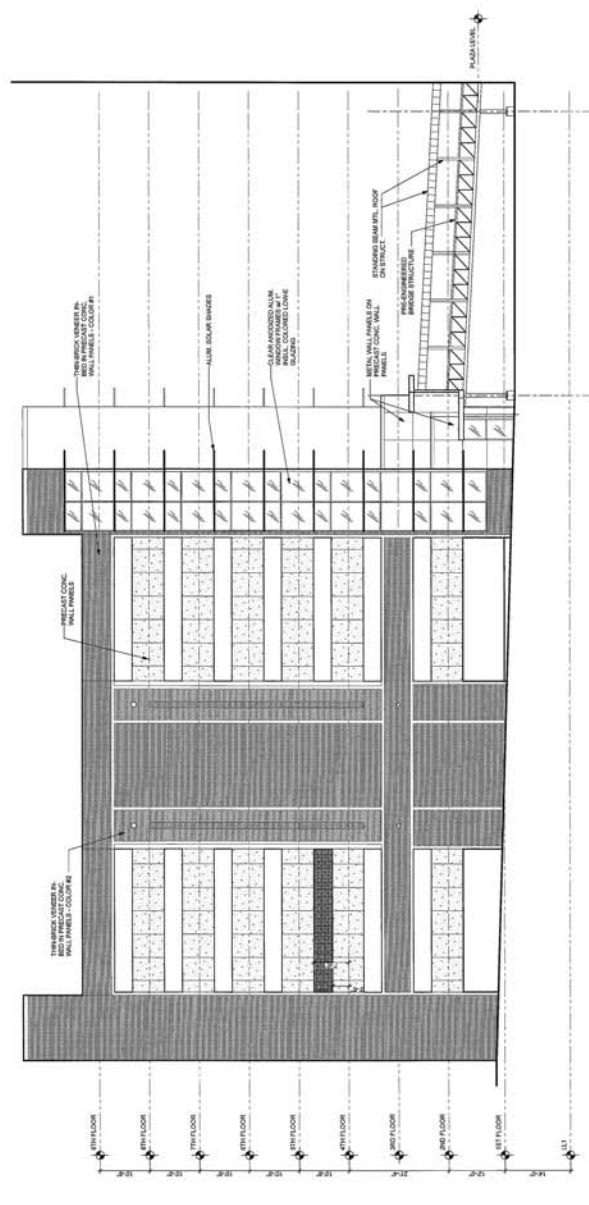 THIN-BRICK VENEER IN-
BED IN PRECAST CONC.
WALL PANELS - COLOR #2
PRECAST CONC.
WALL PANELS
THIN-BRICK VENEER IN-
BED IN PRECAST CONC.
WALL PANELS - COLOR #1
ALUM. SOLAR SHADES
CLEAR ANODIZED ALUM.
WINDOW FRAMES w/ 1"
INSUL. COLORED LOW-E
GLAZING
METAL WALL PANELS ON
PRECAST CONC. WALL
PANELS
PRE-ENGINEERED
BRIDGE STRUCTURE
STANDING SEAM MTL. ROOF
ON STRUCT.
PLAZA LEVEL
9TH FLOOR
8TH FLOOR
7TH FLOOR
6TH FLOOR
5TH FLOOR
4TH FLOOR
3RD FLOOR
2ND FLOOR
1ST FLOOR
LL1
12'-0"
14'-0"